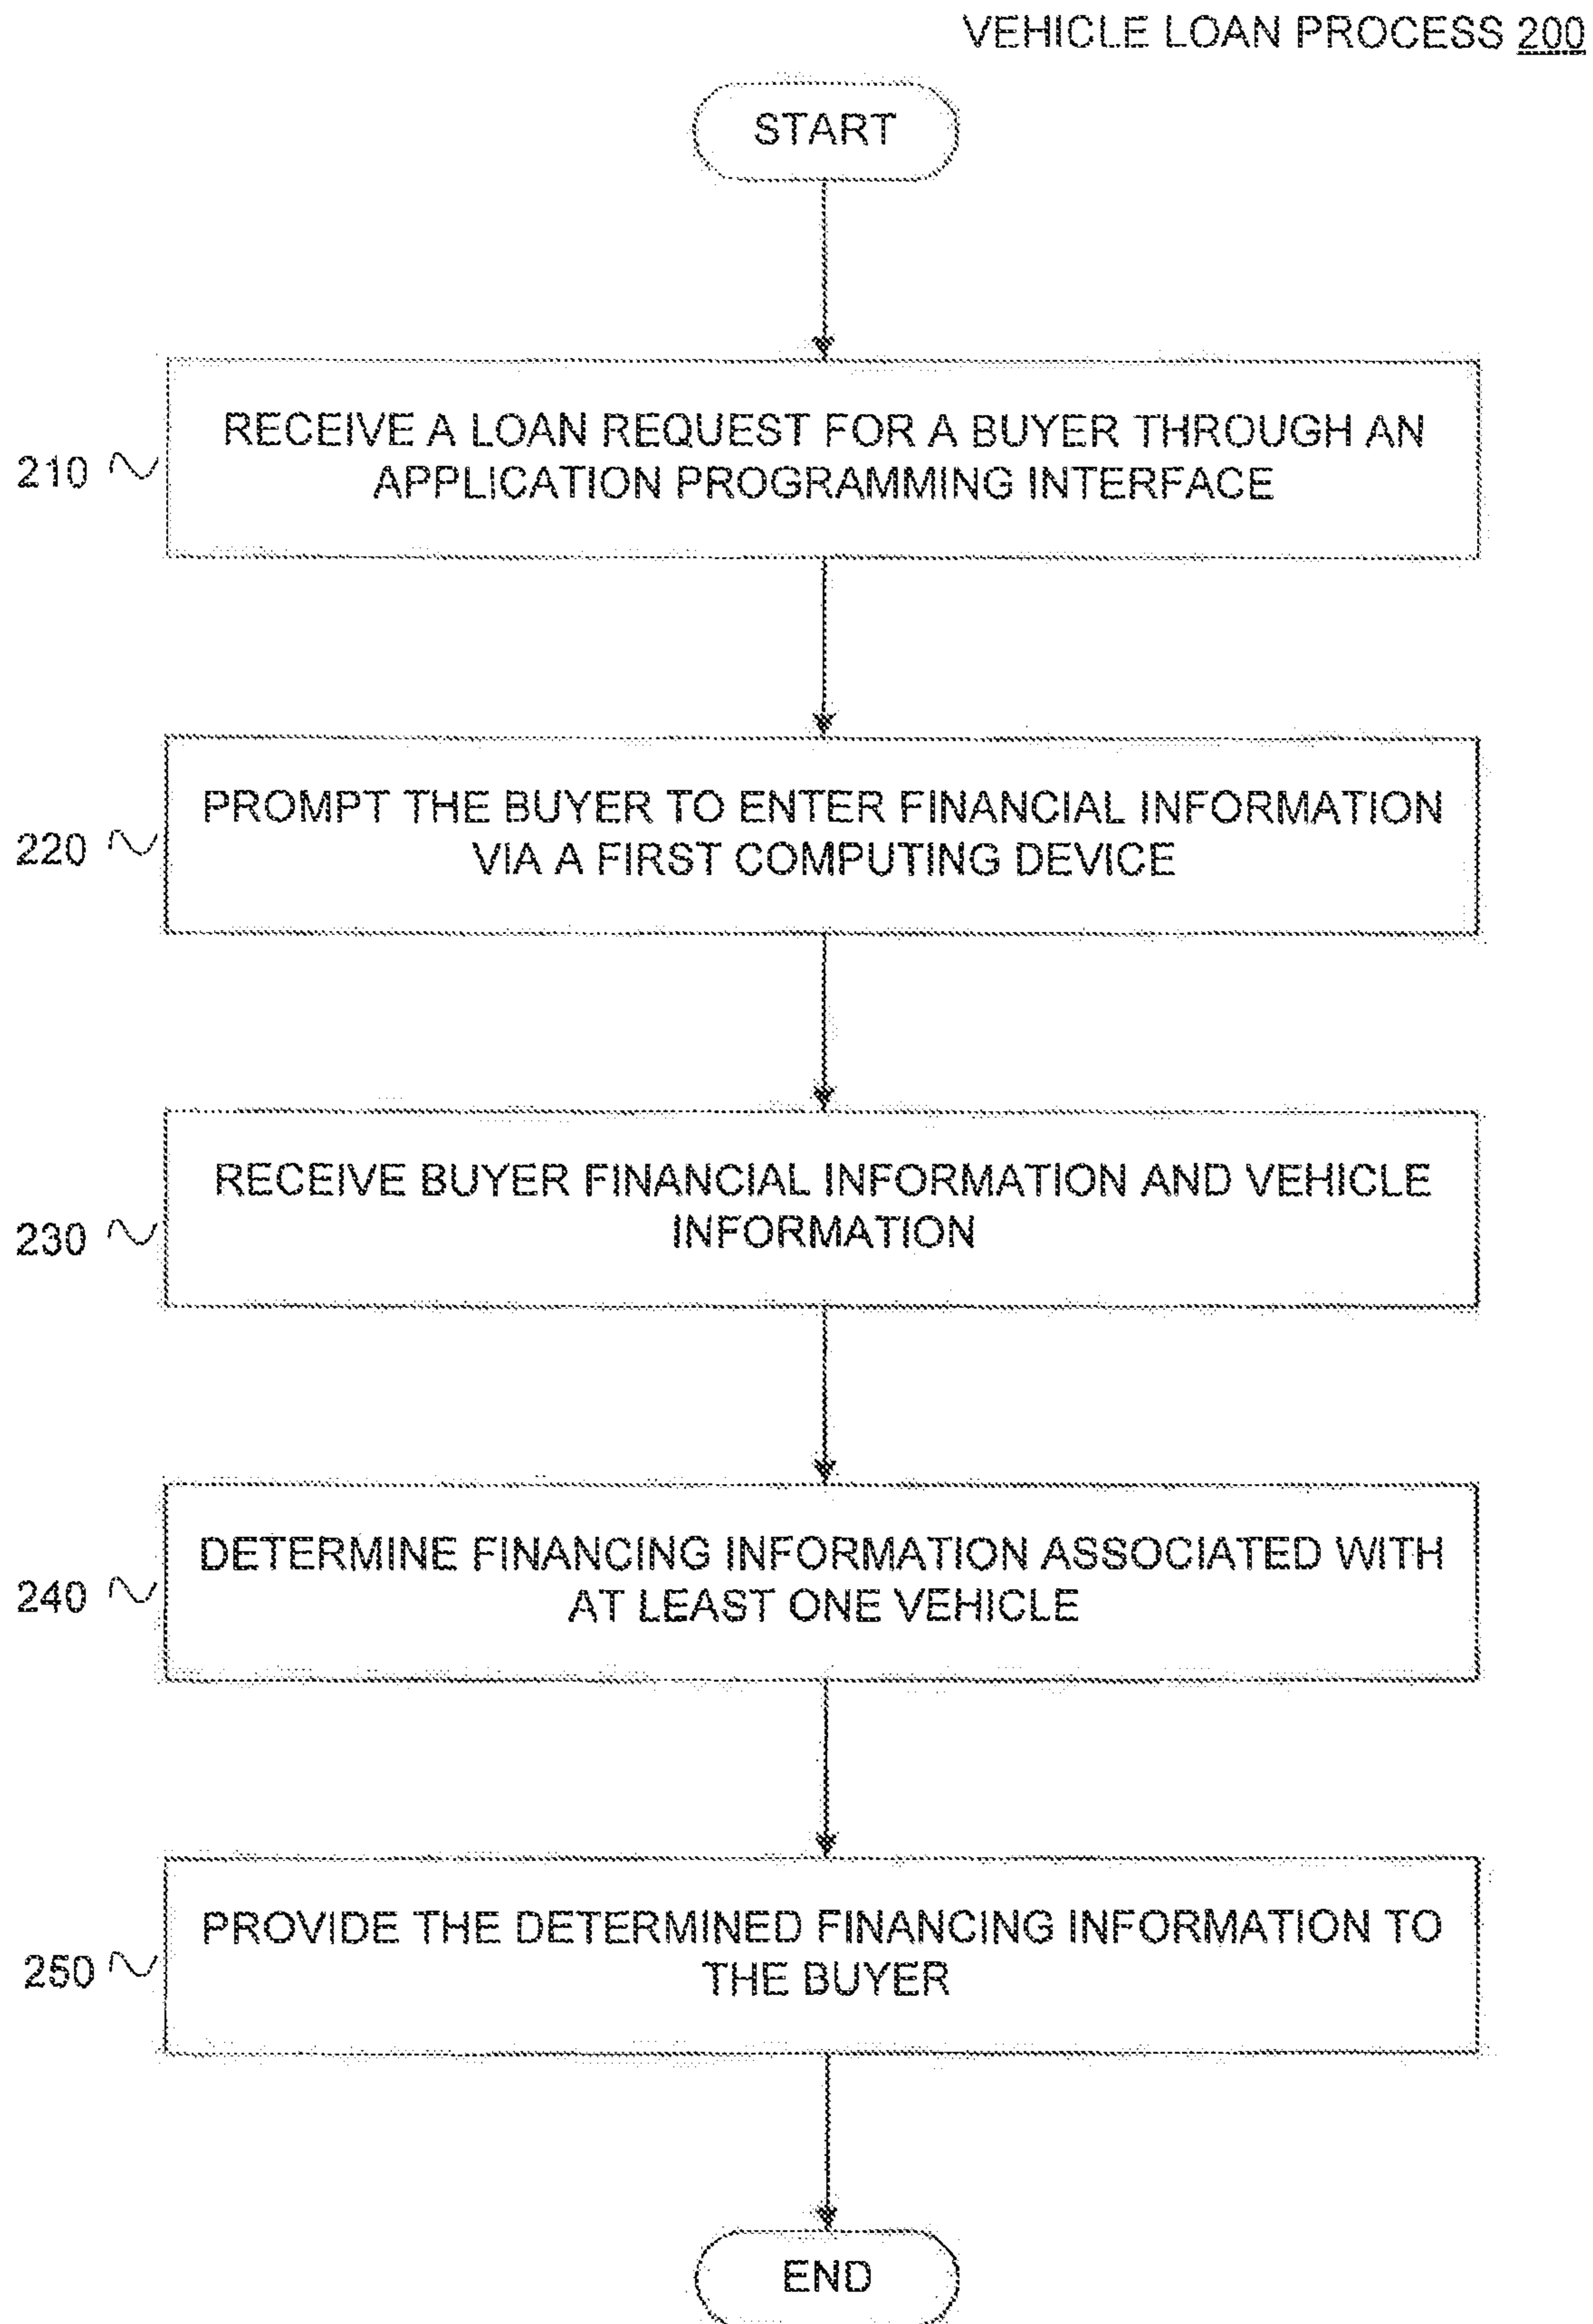 VEHICLE LOAN PROCESS 200
START
RECEIVE A LOAN REQUEST FOR A BUYER THROUGH AN
APPLICATION PROGRAMMING INTERFACE
210
PROMPT THE BUYER TO ENTER FINANCIAL INFORMATION
VIA A FIRST COMPUTING DEVICE
220
RECEIVE BUYER FINANCIAL INFORMATION AND VEHICLE
INFORMATION
230
DETERMINE FINANCING INFORMATION ASSOCIATED WITH
AT LEAST ONE VEHICLE
240
PROVIDE THE DETERMINED FINANCING INFORMATION TO
THE BUYER
250
END